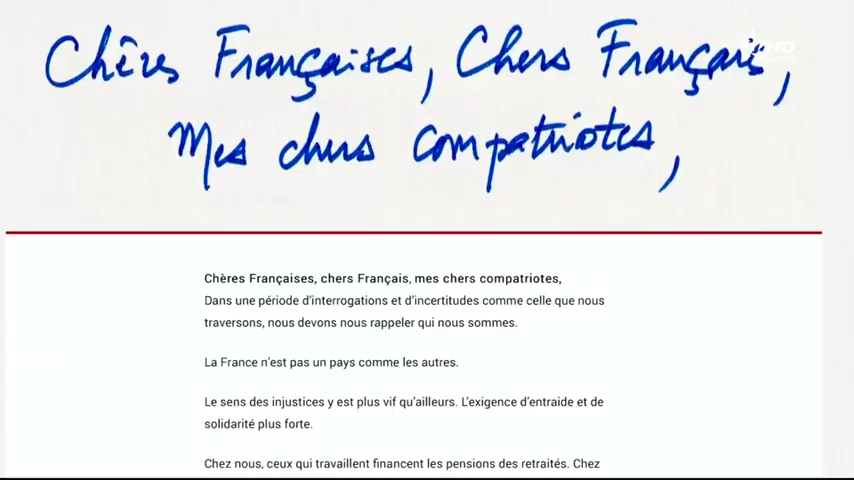 Chères Françaises, Chers Français,
Mes chers compatriotes,
Chères Françaises, chers Français, mes chers compatriotes,
Dans une période d’interrogations et d’incertitudes comme celle que nous
traversons, nous devons nous rappeler qui nous sommes.
La France n’est pas un pays comme les autres.
Le sens des injustices y est plus vif qu’ailleurs. L’exigence d’entraide et de
solidarité plus forte.
Chez nous, ceux qui travaillent financent les pensions des retraités. Chez